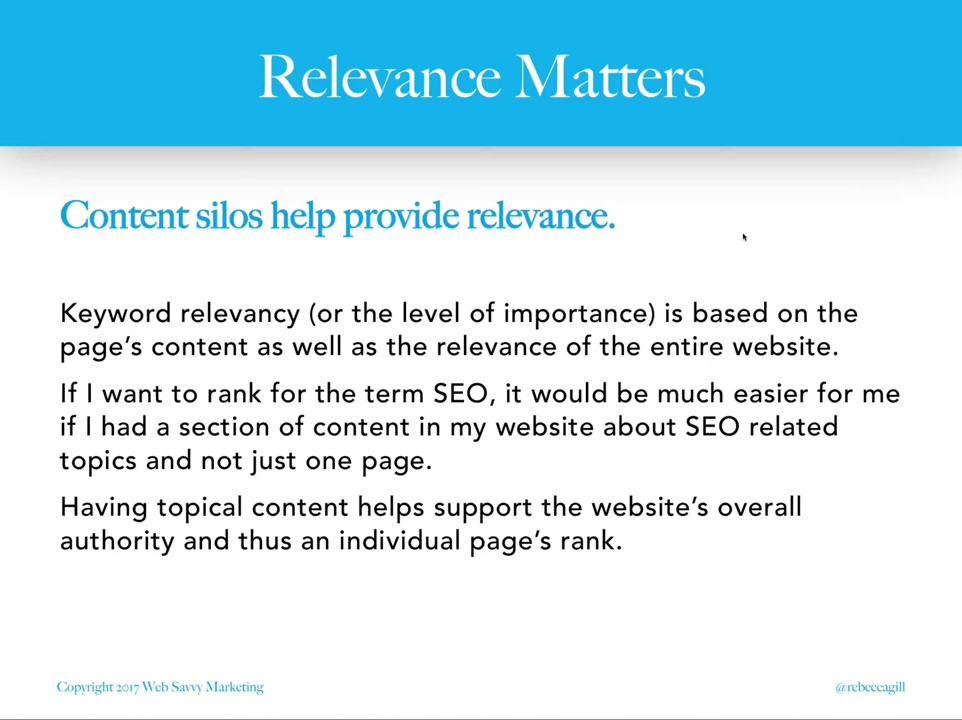 Relevance Matters
Content silos help provide relevance.
Keyword relevancy (or the level of importance) is based on the
page’s content as well as the relevance of the entire website.
If I want to rank for the term SEO, it would be much easier for me
if I had a section of content in my website about SEO related
topics and not just one page.
Having topical content helps support the website’s overall
authority and thus an individual page’s rank.
Copyright 2017 Web Savvy Marketing
@rebeccagill